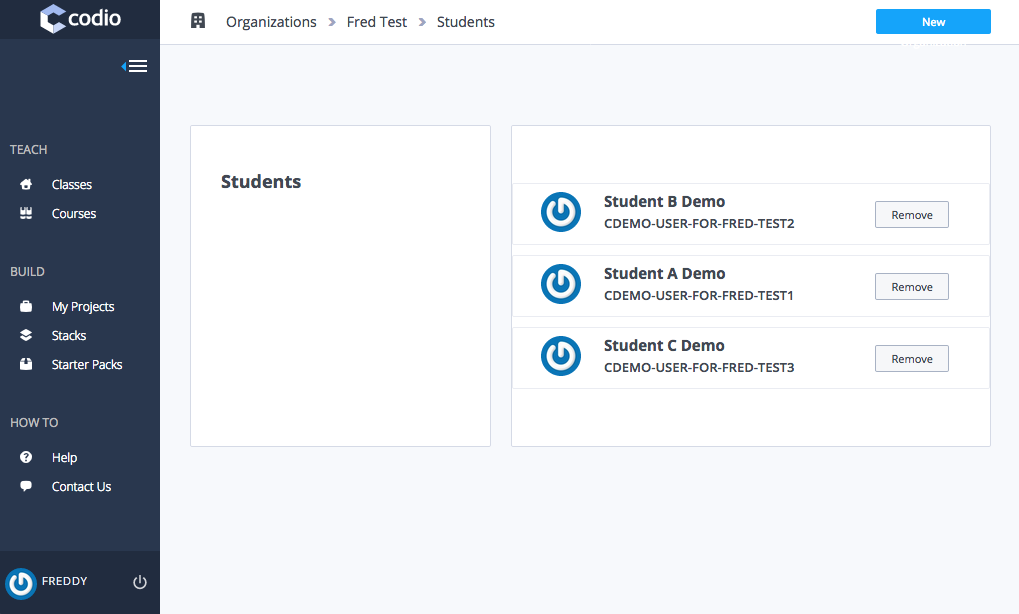 codio
Organizations > Fred Test > Students
New
TEACH
Classes
Courses
BUILD
My Projects
Stacks
Starter Packs
HOW TO
Help
Contact Us
FREDDY
Students
Student B Demo
CDEMO-USER-FOR-FRED-TEST2
Remove
Student A Demo
CDEMO-USER-FOR-FRED-TEST1
Remove
Student C Demo
CDEMO-USER-FOR-FRED-TEST3
Remove